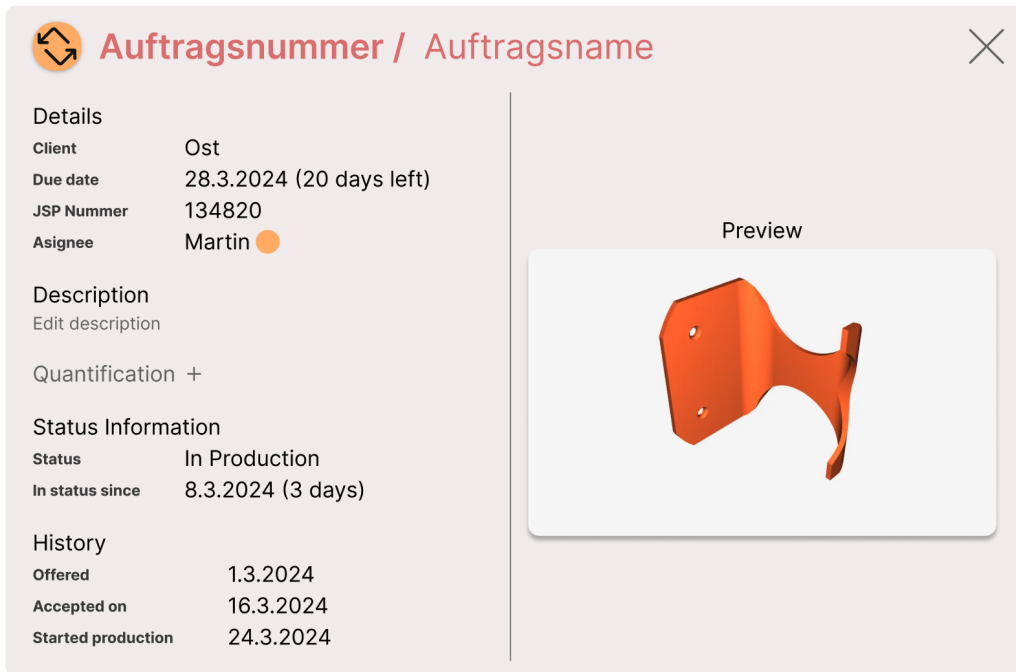 Auftragsnummer / Auftragsname
Details
Client Ost
Due date 28.3.2024 (20 days left)
JSP Nummer 134820
Asignee Martin
Description
Edit description
Quantification +
Status Information
Status In Production
In status since 8.3.2024 (3 days)
History
Offered 1.3.2024
Accepted on 16.3.2024
Started production 24.3.2024
Preview